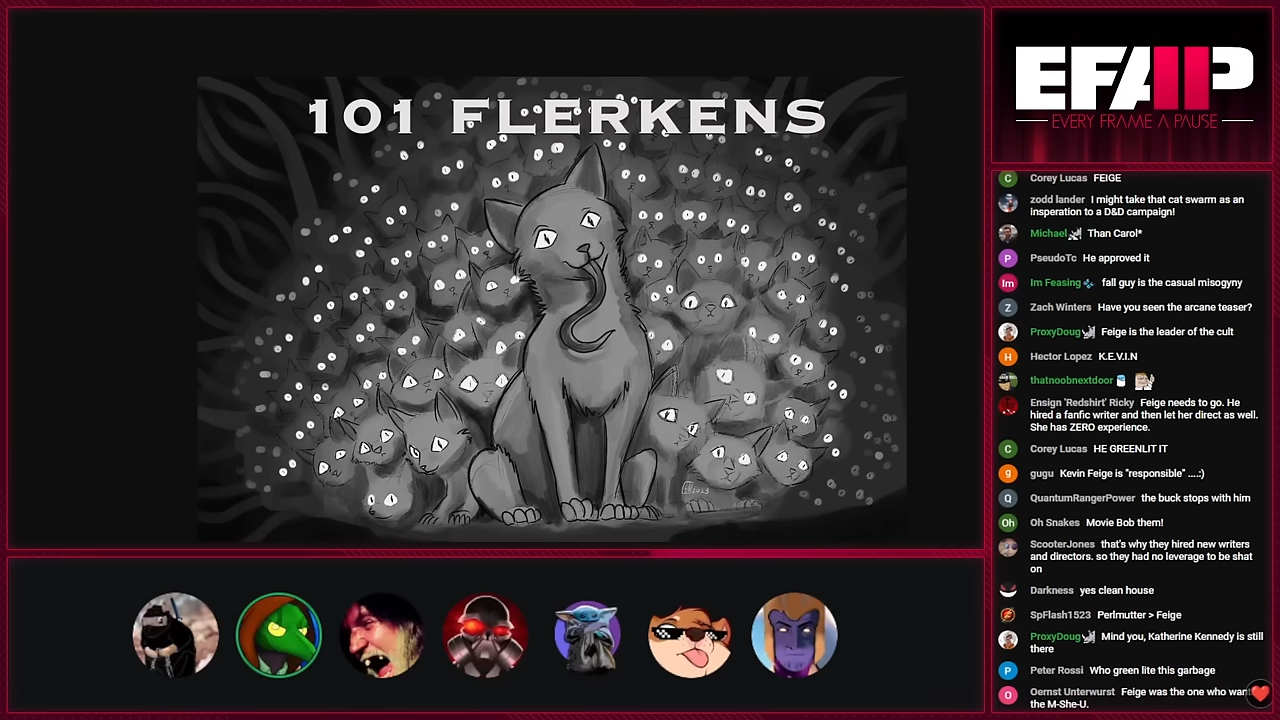 101 FLERKENS
2023
EFAP
EVERY FRAME A PAUSE
C Corey Lucas FEIGE
zodd lander I might take that cat swarm as an
insperation to a D&D campaign!
Michael Than Carol*
P PseudoTc He approved it
Im Im Feasing fall guy is the casual misogyny
Z Zach Winters Have you seen the arcane teaser?
ProxyDoug Feige is the leader of the cult
H Hector Lopez K.E.V.I.N
thatnoobnextdoor
Ensign 'Redshirt' Ricky Feige needs to go. He
hired a fanfic writer and then let her direct as well.
She has ZERO experience.
C Corey Lucas HE GREENLIT IT
g gugu Kevin Feige is "responsible" ....:)
Q QuantumRangerPower the buck stops with him
Oh Oh Snakes Movie Bob them!
ScooterJones that's why they hired new writers
and directors. so they had no leverage to be shat
on
Darkness yes clean house
SpFlash1523 Perlmutter > Feige
ProxyDoug Mind you, Katherine Kennedy is still
there
P Peter Rossi Who green lite this garbage
O Oernst Unterwurst Feige was the one who want
the M-She-U.